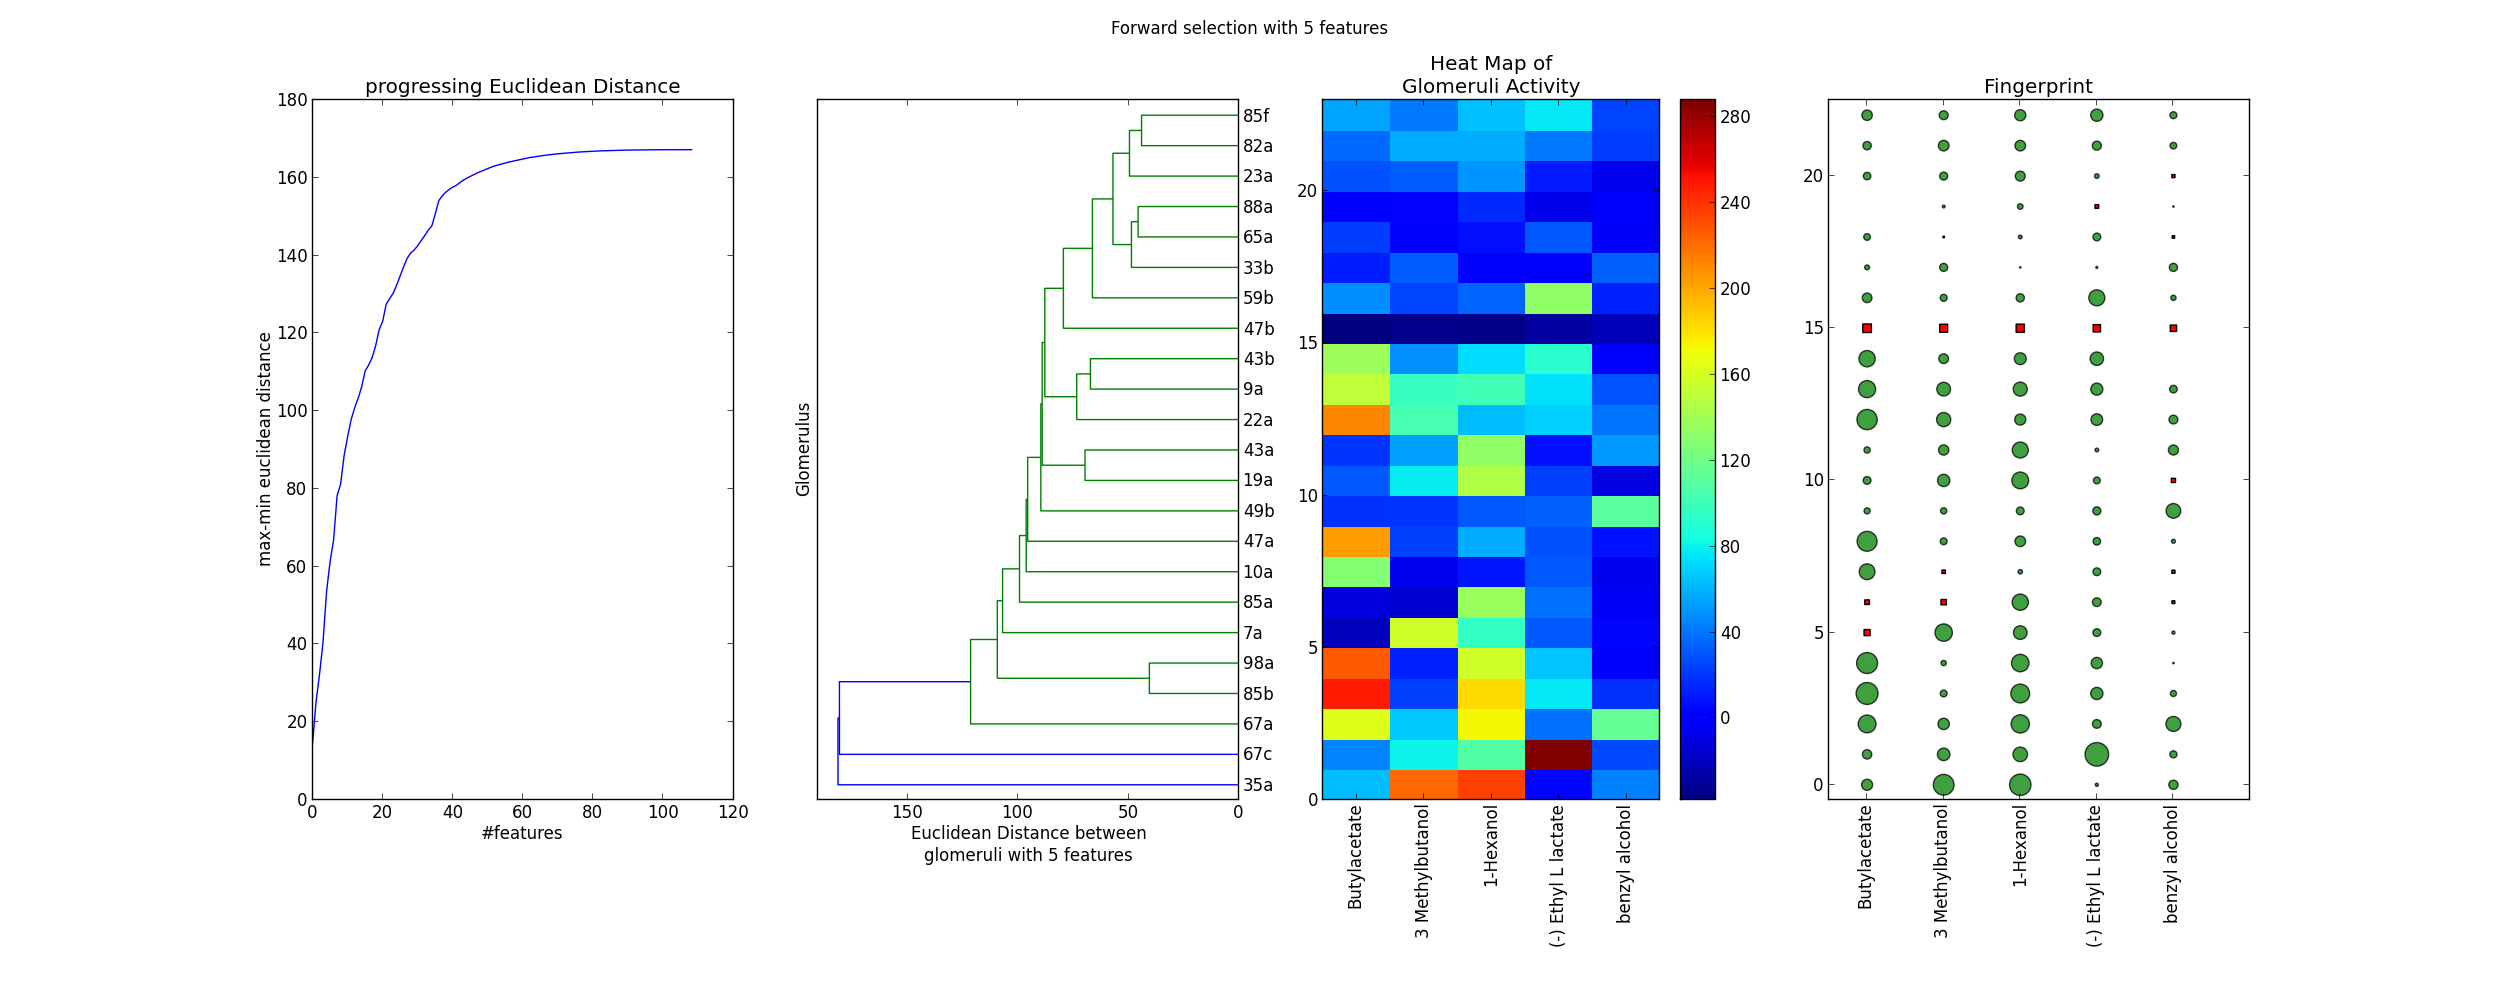 Forward selection with 5 features
progressing Euclidean Distance
180
160
140
120
100
80
60
40
20
0
max-min euclidean distance
0 20 40 60 80 100 120
#features
Glomerulus
85f
82a
23a
88a
65a
33b
59b
47b
43b
9a
22a
43a
19a
49b
47a
10a
85a
7a
98a
85b
67a
67c
35a
150 100 50 0
Euclidean Distance between
glomeruli with 5 features
Heat Map of
Glomeruli Activity
20
15
10
5
0
Butylacetate
3 Methylbutanol
1-Hexanol
(-) Ethyl L lactate
benzyl alcohol
280
240
200
160
120
80
40
0
Fingerprint
20
15
10
5
0
Butylacetate
3 Methylbutanol
1-Hexanol
(-) Ethyl L lactate
benzyl alcohol